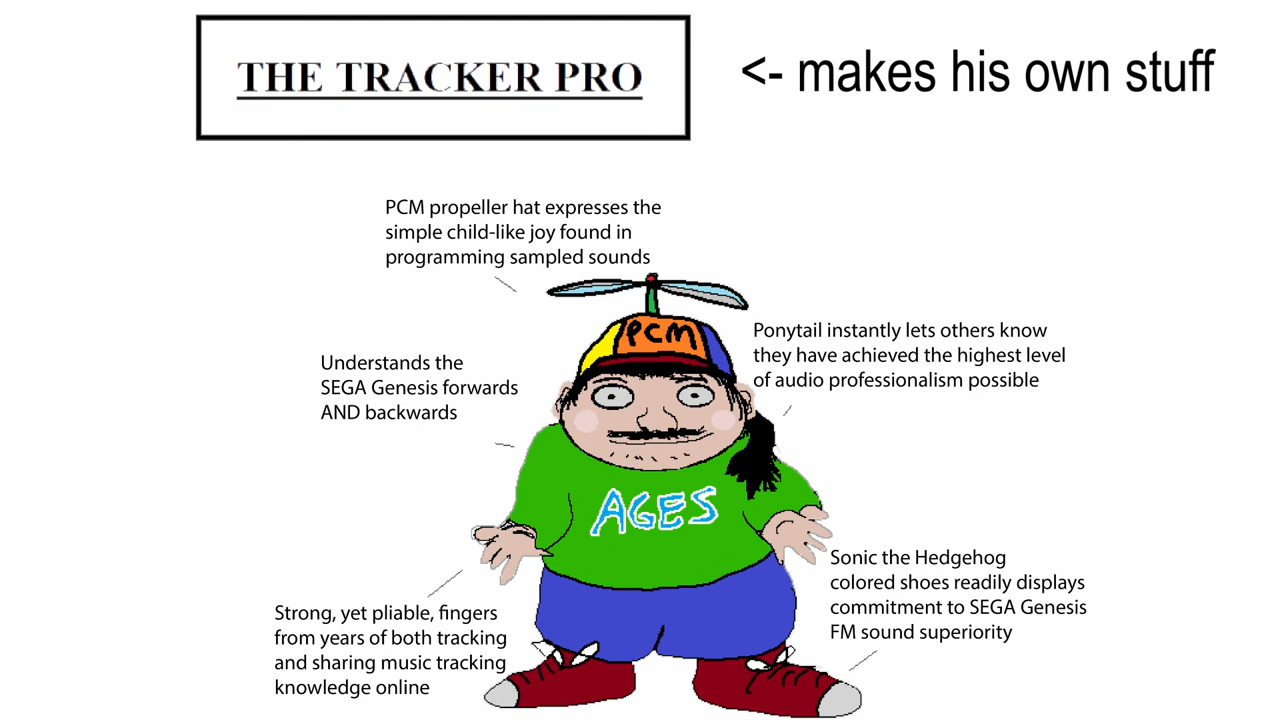 THE TRACKER PRO
<- makes his own stuff
PCM propeller hat expresses the
simple child-like joy found in
programming sampled sounds
PCM
Ponytail instantly lets others know
they have achieved the highest level
of audio professionalism possible
Understands the
SEGA Genesis forwards
AND backwards
AGES
Sonic the Hedgehog
colored shoes readily displays
commitment to SEGA Genesis
FM sound superiority
Strong, yet pliable, fingers
from years of both tracking
and sharing music tracking
knowledge online